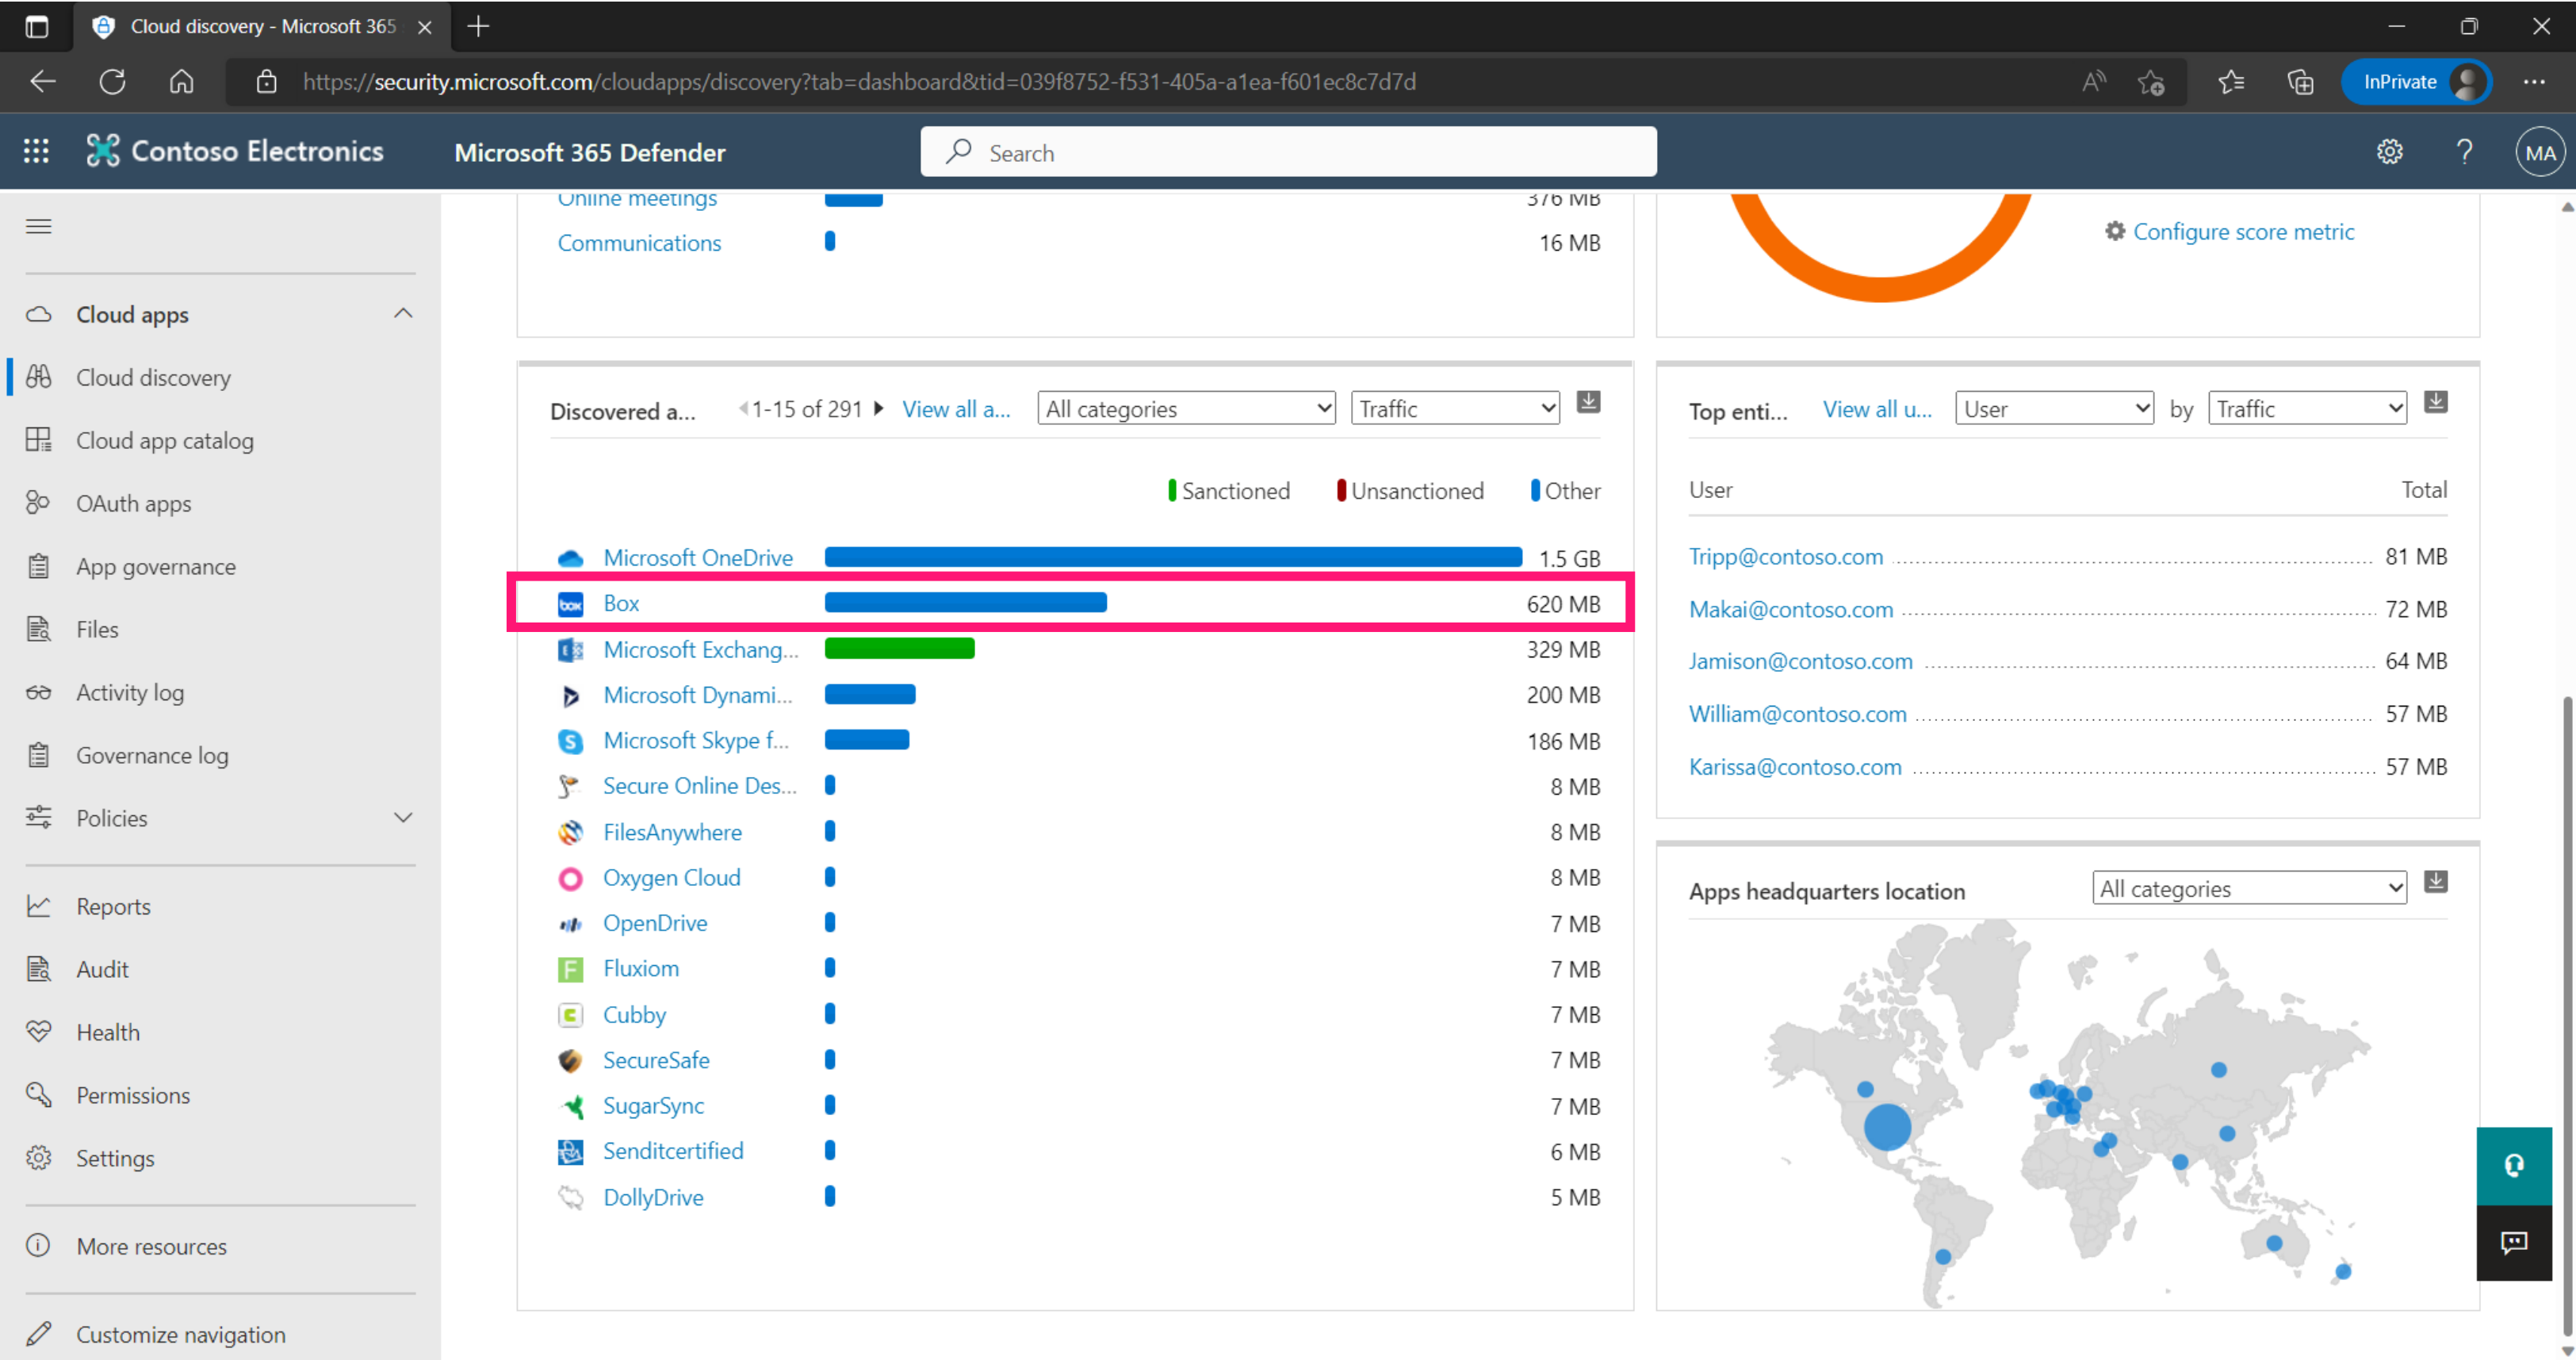 Cloud discovery - Microsoft 365
https://security.microsoft.com/cloudapps/discovery?tab=dashboard&tid=039f8752-f531-405a-a1ea-f601ec8c7d7d
InPrivate
Contoso Electronics
Microsoft 365 Defender
Search
MA
Cloud apps
Cloud discovery
Cloud app catalog
OAuth apps
App governance
Files
Activity log
Governance log
Policies
Reports
Audit
Health
Permissions
Settings
More resources
Customize navigation
Online meetings 376 MB
Communications 16 MB
Configure score metric
Discovered a... 1-15 of 291 View all a... All categories Traffic
Sanctioned Unsanctioned Other
Microsoft OneDrive 1.5 GB
box Box 620 MB
Microsoft Exchang... 329 MB
Microsoft Dynami... 200 MB
Microsoft Skype f... 186 MB
Secure Online Des... 8 MB
FilesAnywhere 8 MB
Oxygen Cloud 8 MB
OpenDrive 7 MB
Fluxiom 7 MB
Cubby 7 MB
SecureSafe 7 MB
SugarSync 7 MB
Senditcertified 6 MB
DollyDrive 5 MB
Top enti... View all u... User by Traffic
User Total
Tripp@contoso.com 81 MB
Makai@contoso.com 72 MB
Jamison@contoso.com 64 MB
William@contoso.com 57 MB
Karissa@contoso.com 57 MB
Apps headquarters location All categories